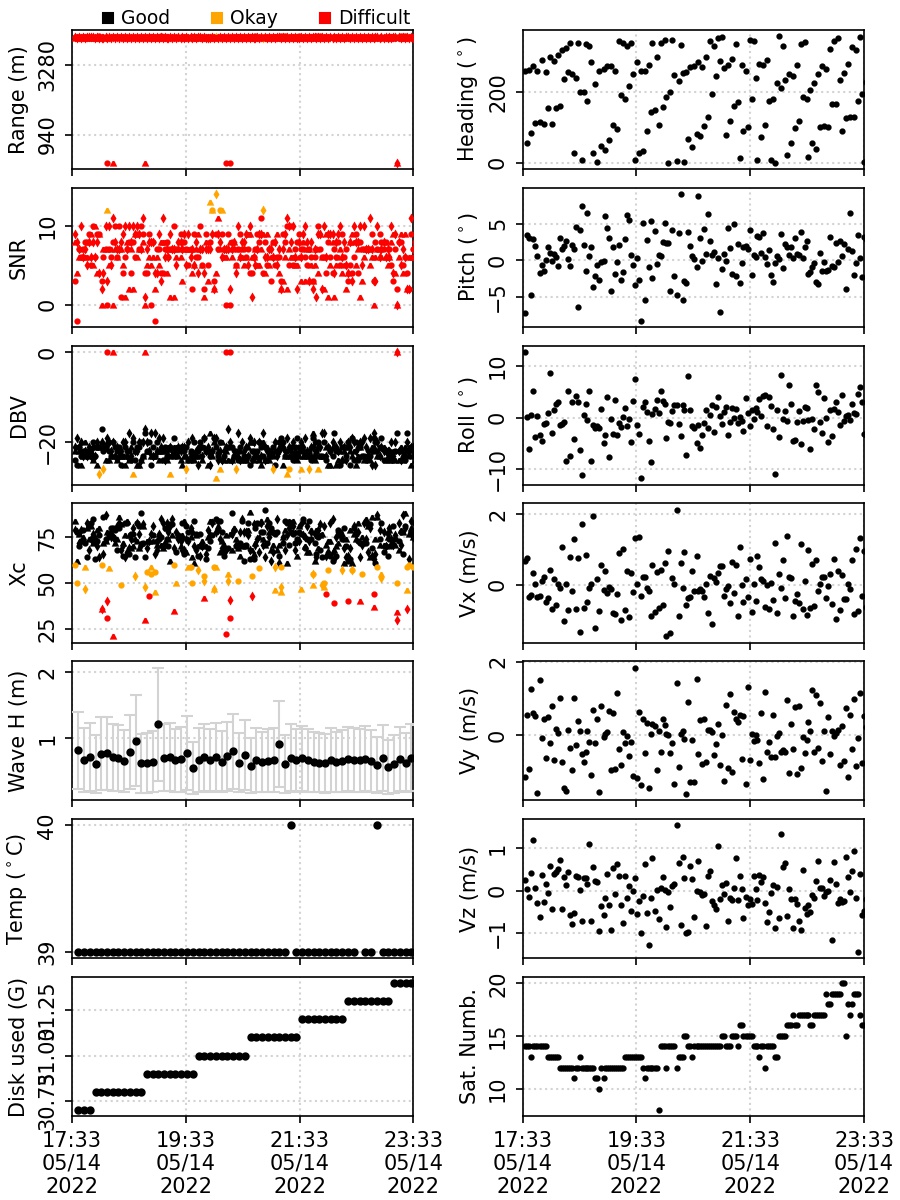 Good Okay Difficult
Range (m)
3280
940
Heading (°)
200
0
SNR
10
0
Pitch (°)
5
0
−5
DBV
0
−20
Roll (°)
10
0
−10
Xc
75
50
25
Vx (m/s)
2
0
Wave H (m)
2
1
Vy (m/s)
2
0
Temp (°C)
40
39
Vz (m/s)
1
0
−1
Disk used (G)
Sat. Numb.
20
15
10
17:33 19:33 21:33 23:33
05/14 05/14 05/14 05/14
2022 2022 2022 2022
17:33 19:33 21:33 23:33
05/14 05/14 05/14 05/14
2022 2022 2022 2022